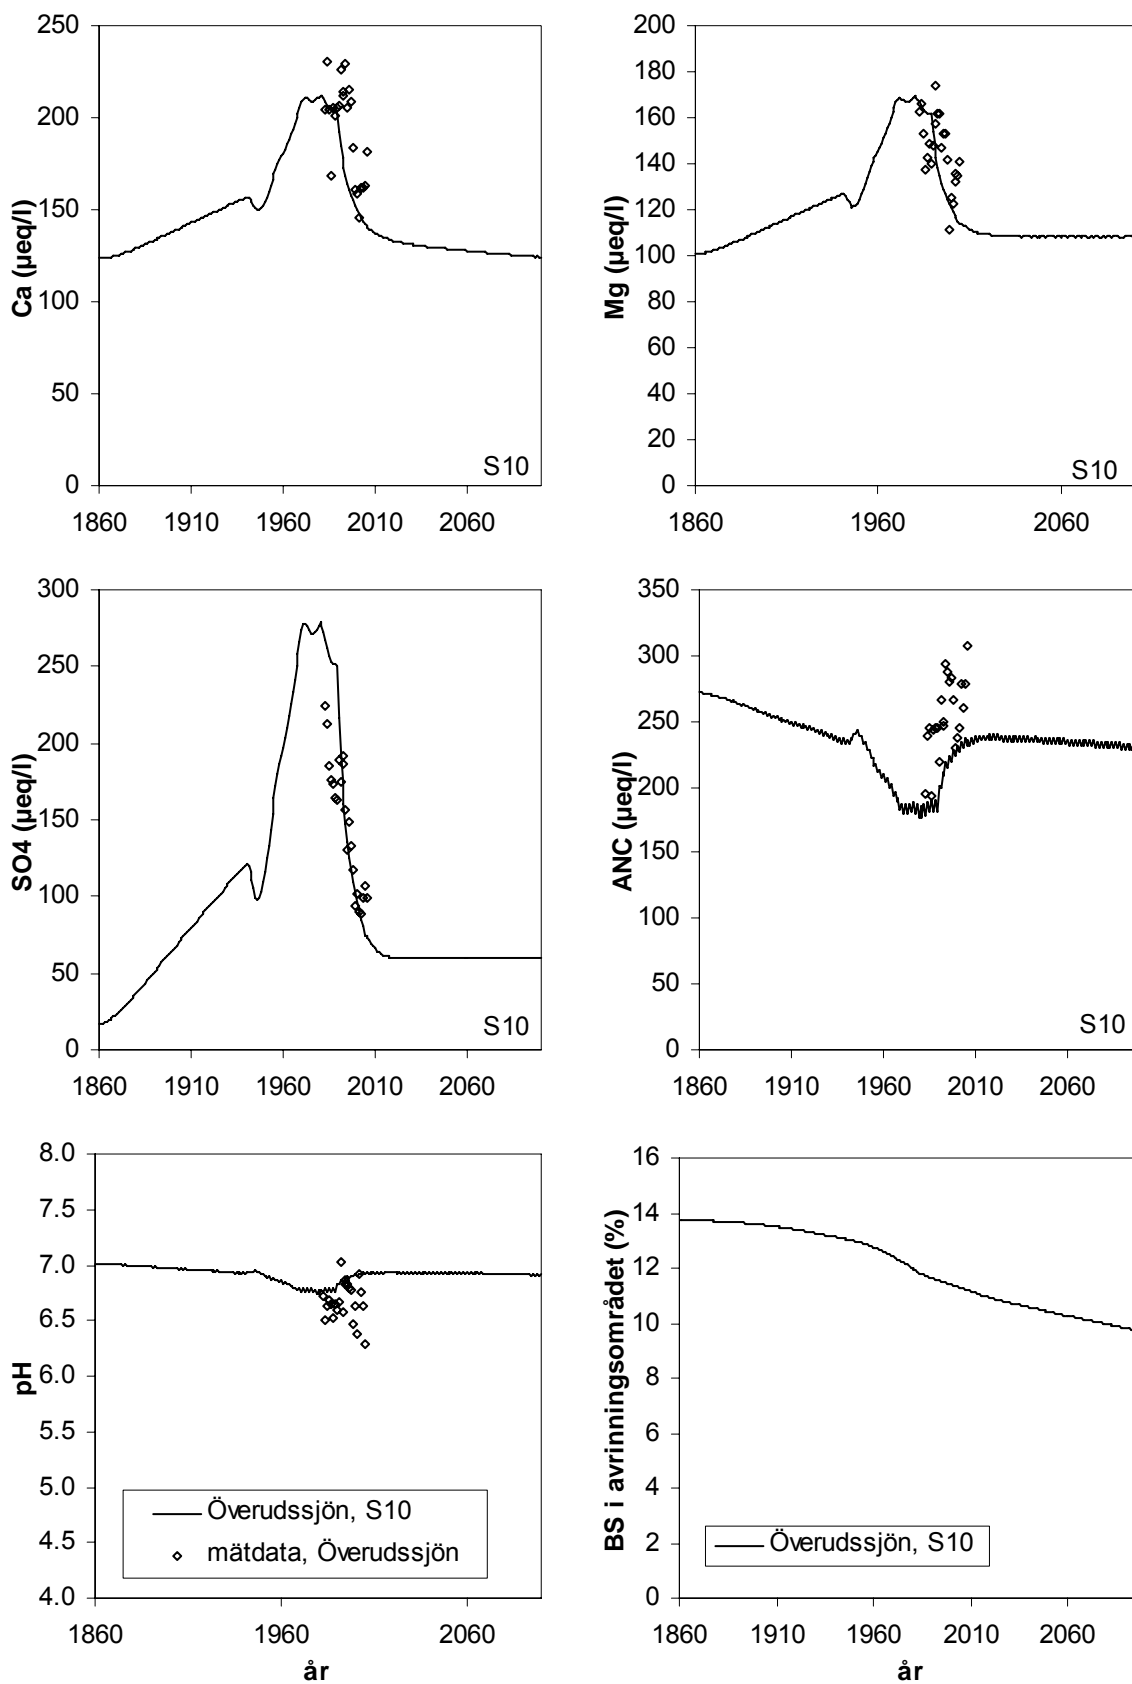 250
200
150
100
50
0
Ca (µeq/l)
S10
1860 1910 1960 2010 2060
200
180
160
140
120
100
80
60
40
20
0
Mg (µeq/l)
S10
1860 1960 2060
300
250
200
150
100
50
0
SO4 (µeq/l)
S10
1860 1910 1960 2010 2060
350
300
250
200
150
100
50
0
ANC (µeq/l)
S10
1860 1910 1960 2010 2060
8.0
7.5
7.0
6.5
6.0
5.5
5.0
4.5
4.0
pH
Överudssjön, S10
mätdata, Överudssjön
1860 1960 2060
år
16
14
12
10
8
6
4
2
0
BS i avrinningsområdet (%)
Överudssjön, S10
1860 1910 1960 2010 2060
år